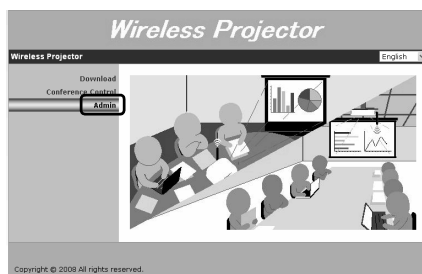 Wireless Projector
Wireless Projector
English
Download
Conference Control
Admin
Copyright © 2008 All rights reserved.